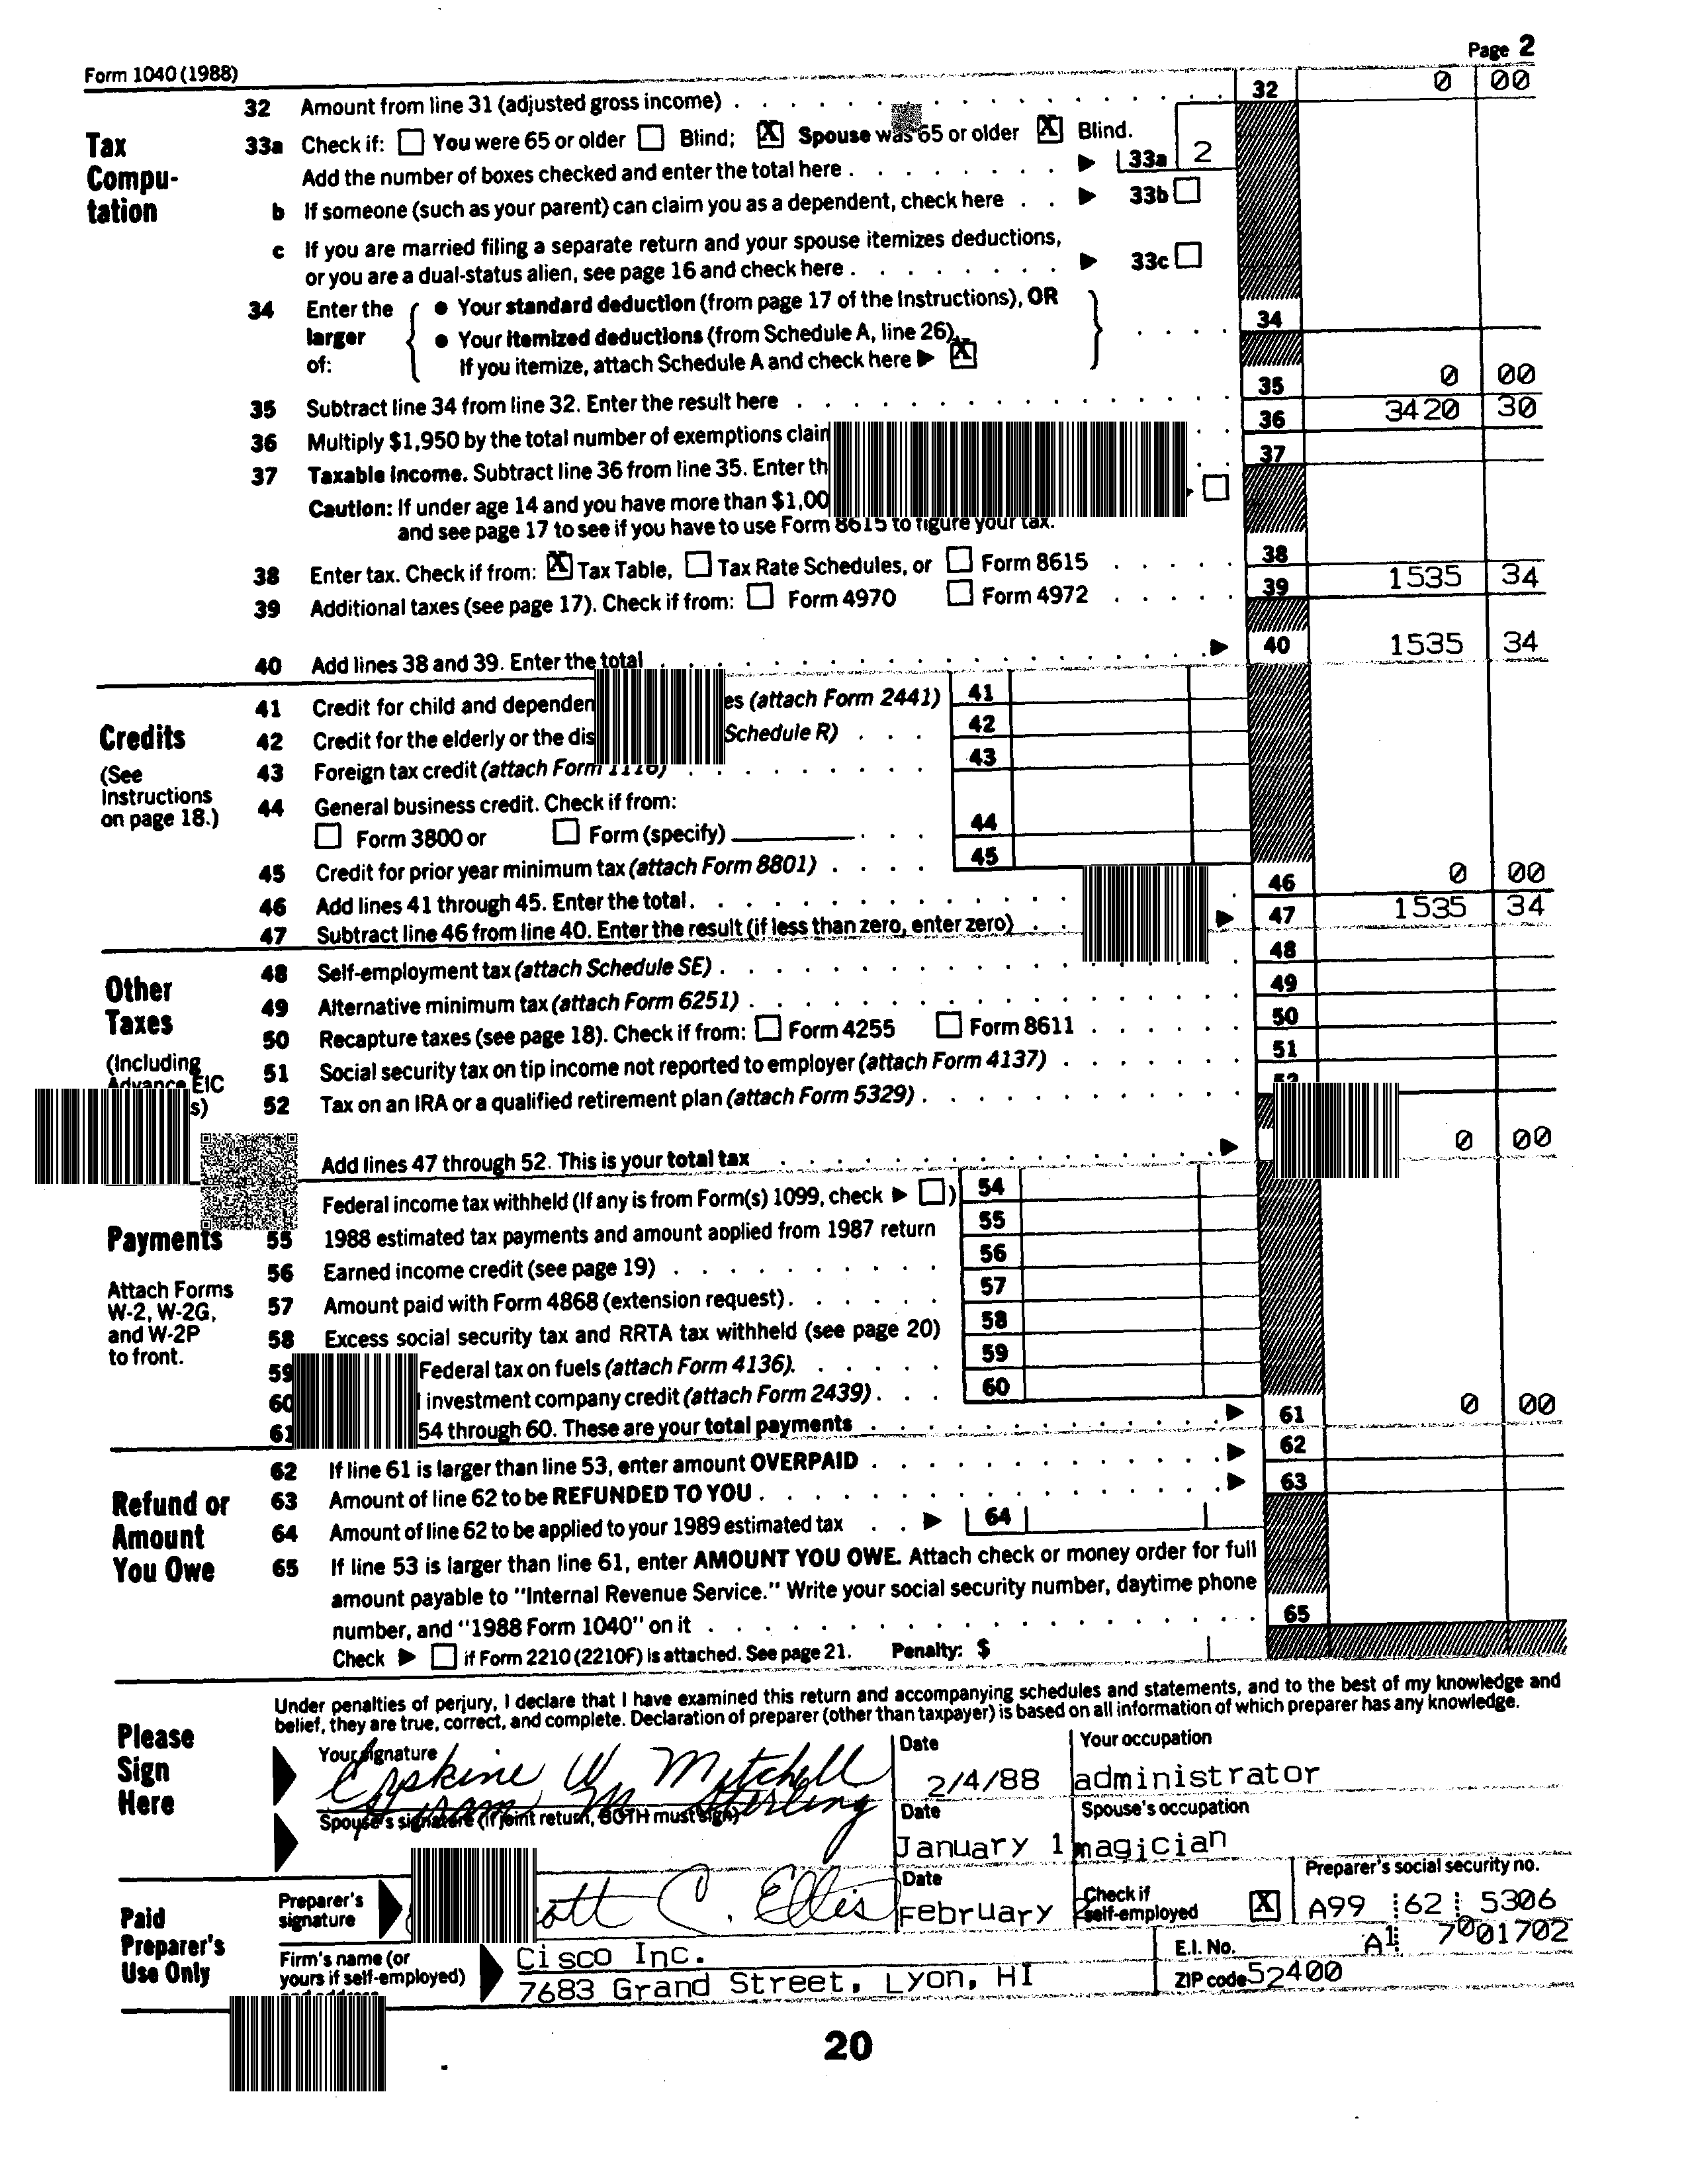 Form 1040 (1988) Page 2
32 Amount from line 31 (adjusted gross income) 32 0 00
Tax Computation
33a Check if: You were 65 or older Blind; X Spouse was 65 or older X Blind.
Add the number of boxes checked and enter the total here 33a 2
b If someone (such as your parent) can claim you as a dependent, check here 33b
c If you are married filing a separate return and your spouse itemizes deductions,
or you are a dual-status alien, see page 16 and check here 33c
34 Enter the larger of:
• Your standard deduction (from page 17 of the Instructions), OR
• Your itemized deductions (from Schedule A, line 26).
If you itemize, attach Schedule A and check here X
34
35 Subtract line 34 from line 32. Enter the result here 35 0 00
36 Multiply $1,950 by the total number of exemptions 36 3420 30
37 Taxable income. Subtract line 36 from line 35. Enter 37
Caution: If under age 14 and you have more than
and see page 17 to see if you have to use Form 8615 to figure your tax.
38 Enter tax. Check if from: X Tax Table, Tax Rate Schedules, or Form 8615 38
39 Additional taxes (see page 17). Check if from: Form 4970 Form 4972 39 1535 34
40 Add lines 38 and 39. Enter the total 40 1535 34
Credits
(See Instructions on page 18.)
41 Credit for child and (attach Form 2441) 41
42 Credit for the elderly or the Schedule R) 42
43 Foreign tax credit (attach Form 1116) 43
44 General business credit. Check if from:
Form 3800 or Form (specify) 44
45 Credit for prior year minimum tax (attach Form 8801) 45
46 Add lines 41 through 45. Enter the total. 46 0 00
47 Subtract line 46 from line 40. Enter the result (if less than zero, enter zero) 47 1535 34
Other Taxes
(Including Advance EIC
48 Self-employment tax (attach Schedule SE) 48
49 Alternative minimum tax (attach Form 6251) 49
50 Recapture taxes (see page 18). Check if from: Form 4255 Form 8611 50
51 Social security tax on tip income not reported to employer (attach Form 4137) 51
52 Tax on an IRA or a qualified retirement plan (attach Form 5329) 52
Add lines 47 through 52. This is your total tax 0 00
Payments
Attach Forms W-2, W-2G, and W-2P to front.
Federal income tax withheld (If any is from Form(s) 1099, check ) 54
55 1988 estimated tax payments and amount applied from 1987 return 55
56 Earned income credit (see page 19) 56
57 Amount paid with Form 4868 (extension request). 57
58 Excess social security tax and RRTA tax withheld (see page 20) 58
59 Federal tax on fuels (attach Form 4136). 59
60 investment company credit (attach Form 2439) 60
61 54 through 60. These are your total payments 61 0 00
Refund or Amount You Owe
62 If line 61 is larger than line 53, enter amount OVERPAID 62
63 Amount of line 62 to be REFUNDED TO YOU 63
64 Amount of line 62 to be applied to your 1989 estimated tax 64
65 If line 53 is larger than line 61, enter AMOUNT YOU OWE. Attach check or money order for full
amount payable to "Internal Revenue Service." Write your social security number, daytime phone
number, and "1988 Form 1040" on it 65
Check if Form 2210 (2210F) is attached. See page 21. Penalty: $
Please Sign Here
Under penalties of perjury, I declare that I have examined this return and accompanying schedules and statements, and to the best of my knowledge and
belief, they are true, correct, and complete. Declaration of preparer (other than taxpayer) is based on all information of which preparer has any knowledge.
Your signature Date Your occupation
Erskine W Mitchell 2/4/88 administrator
Spouse's signature (if joint return, BOTH must sign) Date Spouse's occupation
Hiram M Sterling January 1 magician
Paid Preparer's Use Only
Preparer's signature C. Ellis Date February Check if self-employed X Preparer's social security no. A99 62 5306
Firm's name (or yours if self-employed) Cisco Inc. E.I. No. A1 7001702
7683 Grand Street, Lyon, HI ZIP code 52400
20